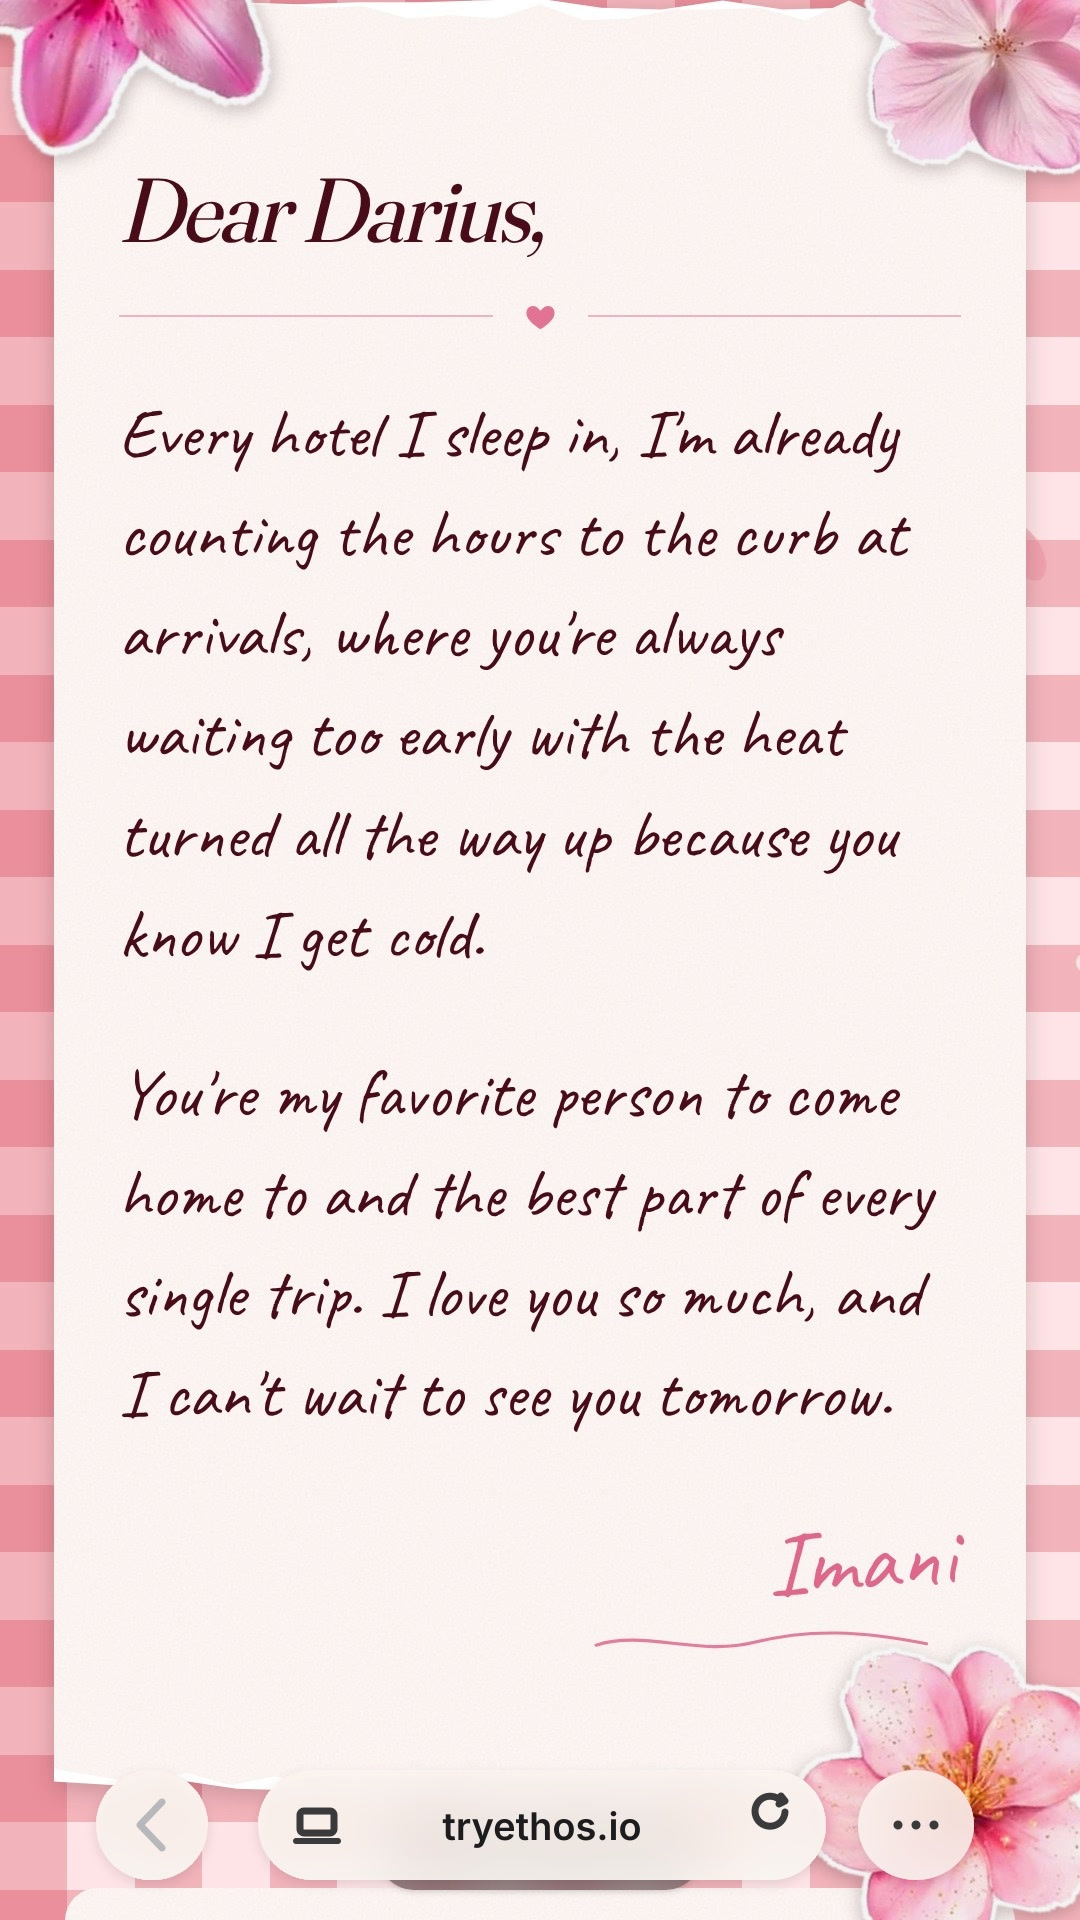 Dear Darius,
Every hotel I sleep in, I'm already
counting the hours to the curb at
arrivals, where you're always
waiting too early with the heat
turned all the way up because you
know I get cold.
You're my favorite person to come
home to and the best part of every
single trip. I love you so much, and
I can't wait to see you tomorrow.
Imani
tryethos.io